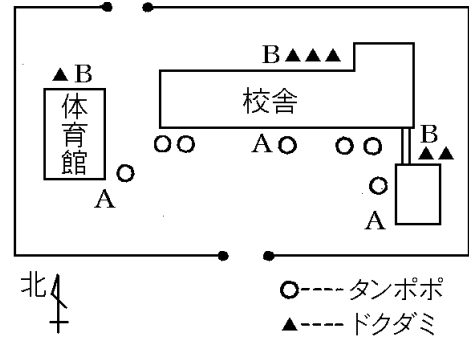 B▲▲▲
▲B
体育館
校舎
A
B
▲▲
A
A
北
○----タンポポ
▲----ドクダミ